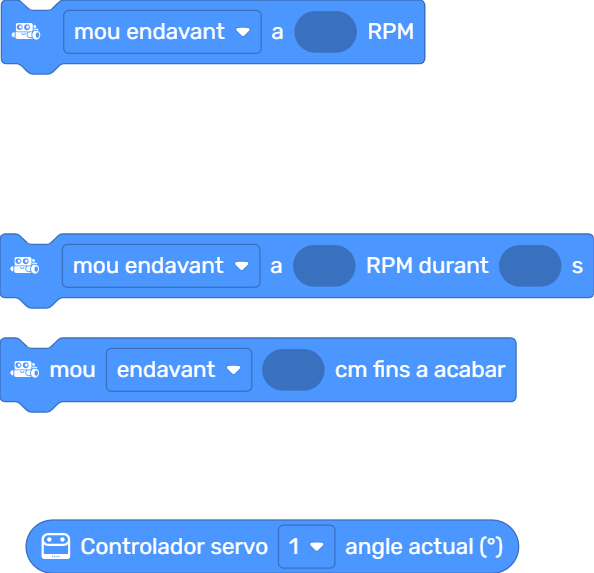 mou endavant a RPM
mou endavant a RPM durant s
mou endavant cm fins a acabar
Controlador servo 1 angle actual (°)